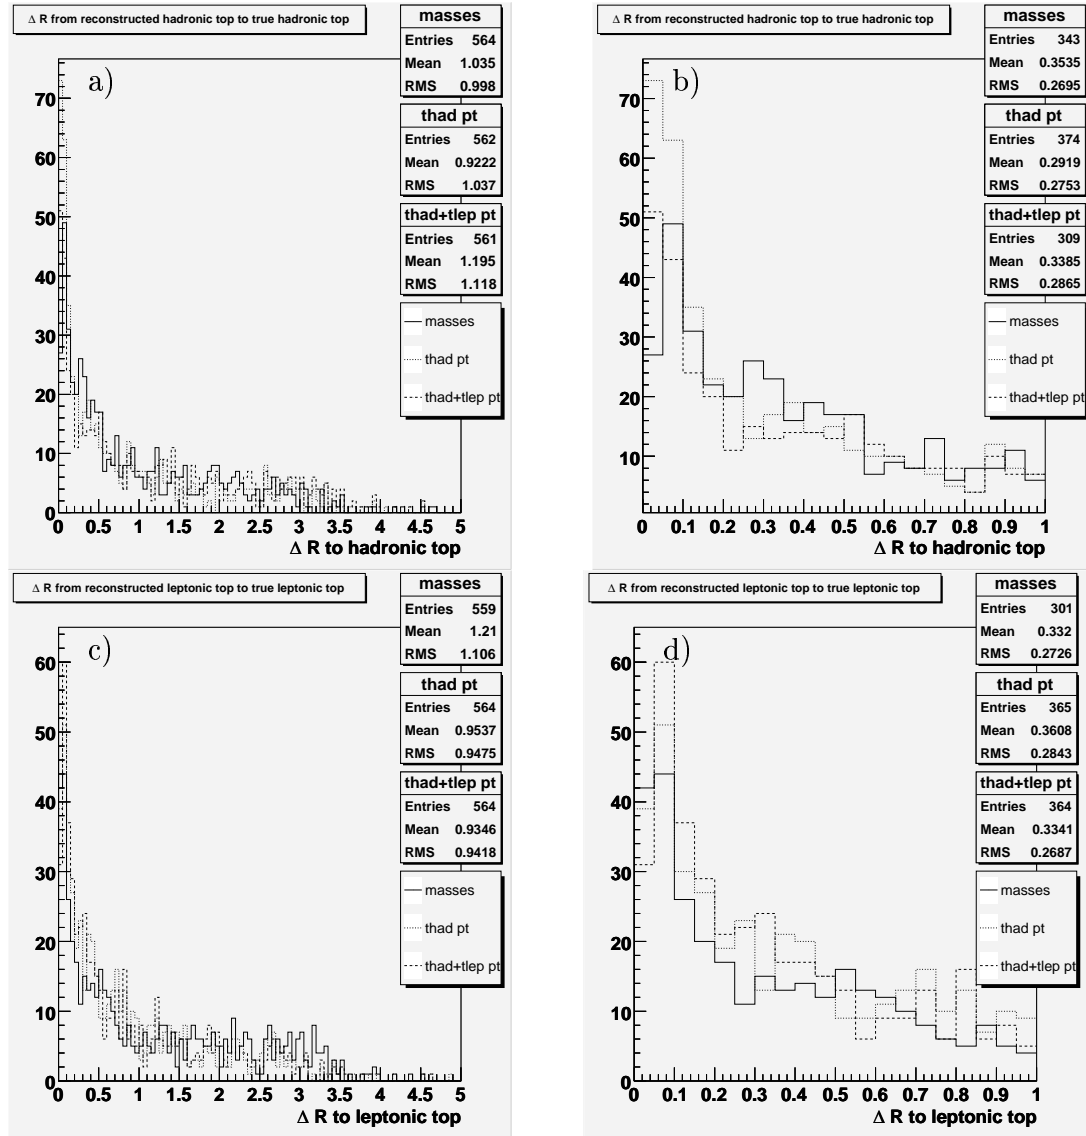 Δ R from reconstructed hadronic top to true hadronic top
masses
Entries 564
Mean 1.035
RMS 0.998
thad pt
Entries 562
Mean 0.9222
RMS 1.037
thad+tlep pt
Entries 561
Mean 1.195
RMS 1.118
masses
thad pt
thad+tlep pt
a)
70
60
50
40
30
20
10
0
0 0.5 1 1.5 2 2.5 3 3.5 4 4.5 5
Δ R to hadronic top
Δ R from reconstructed hadronic top to true hadronic top
masses
Entries 343
Mean 0.3535
RMS 0.2695
thad pt
Entries 374
Mean 0.2919
RMS 0.2753
thad+tlep pt
Entries 309
Mean 0.3385
RMS 0.2865
masses
thad pt
thad+tlep pt
b)
70
60
50
40
30
20
10
0 0.1 0.2 0.3 0.4 0.5 0.6 0.7 0.8 0.9 1
Δ R to hadronic top
Δ R from reconstructed leptonic top to true leptonic top
masses
Entries 559
Mean 1.21
RMS 1.106
thad pt
Entries 564
Mean 0.9537
RMS 0.9475
thad+tlep pt
Entries 564
Mean 0.9346
RMS 0.9418
masses
thad pt
thad+tlep pt
c)
60
50
40
30
20
10
0
0 0.5 1 1.5 2 2.5 3 3.5 4 4.5 5
Δ R to leptonic top
Δ R from reconstructed leptonic top to true leptonic top
masses
Entries 301
Mean 0.332
RMS 0.2726
thad pt
Entries 365
Mean 0.3608
RMS 0.2843
thad+tlep pt
Entries 364
Mean 0.3341
RMS 0.2687
masses
thad pt
thad+tlep pt
d)
60
50
40
30
20
10
0
0 0.1 0.2 0.3 0.4 0.5 0.6 0.7 0.8 0.9 1
Δ R to leptonic top